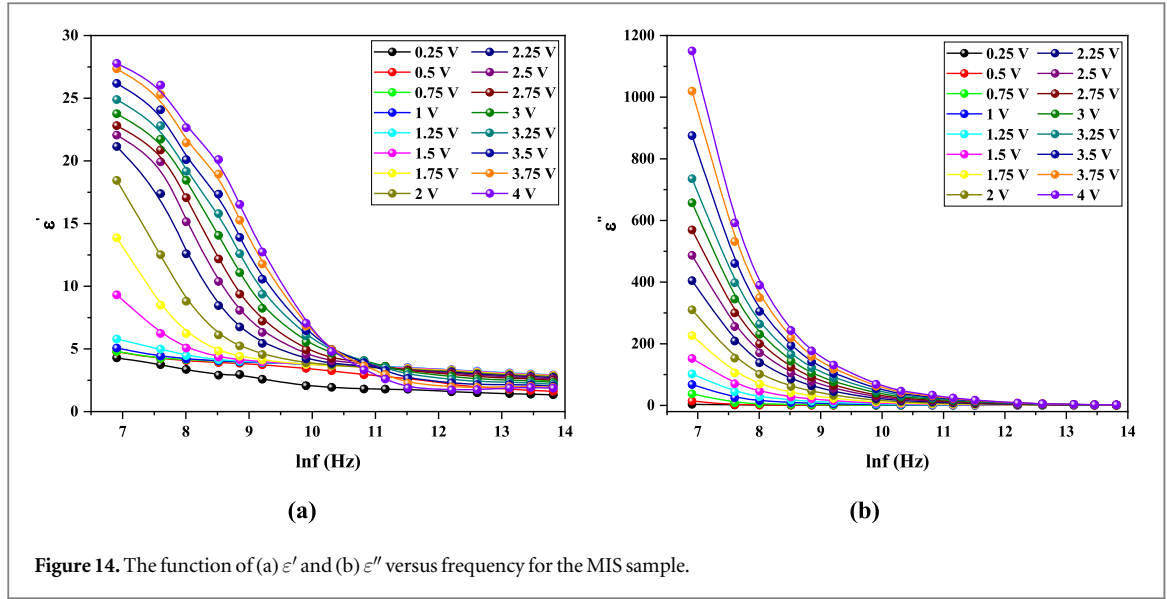 30
25
20
15
10
5
0
ε'
7 8 9 10 11 12 13 14
lnf (Hz)
0.25 V 2.25 V
0.5 V 2.5 V
0.75 V 2.75 V
1 V 3 V
1.25 V 3.25 V
1.5 V 3.5 V
1.75 V 3.75 V
2 V 4 V
(a)
1200
1000
800
600
400
200
0
ε"
7 8 9 10 11 12 13 14
lnf (Hz)
0.25 V 2.25 V
0.5 V 2.5 V
0.75 V 2.75 V
1 V 3 V
1.25 V 3.25 V
1.5 V 3.5 V
1.75 V 3.75 V
2 V 4 V
(b)
Figure 14. The function of (a) ε′ and (b) ε″ versus frequency for the MIS sample.